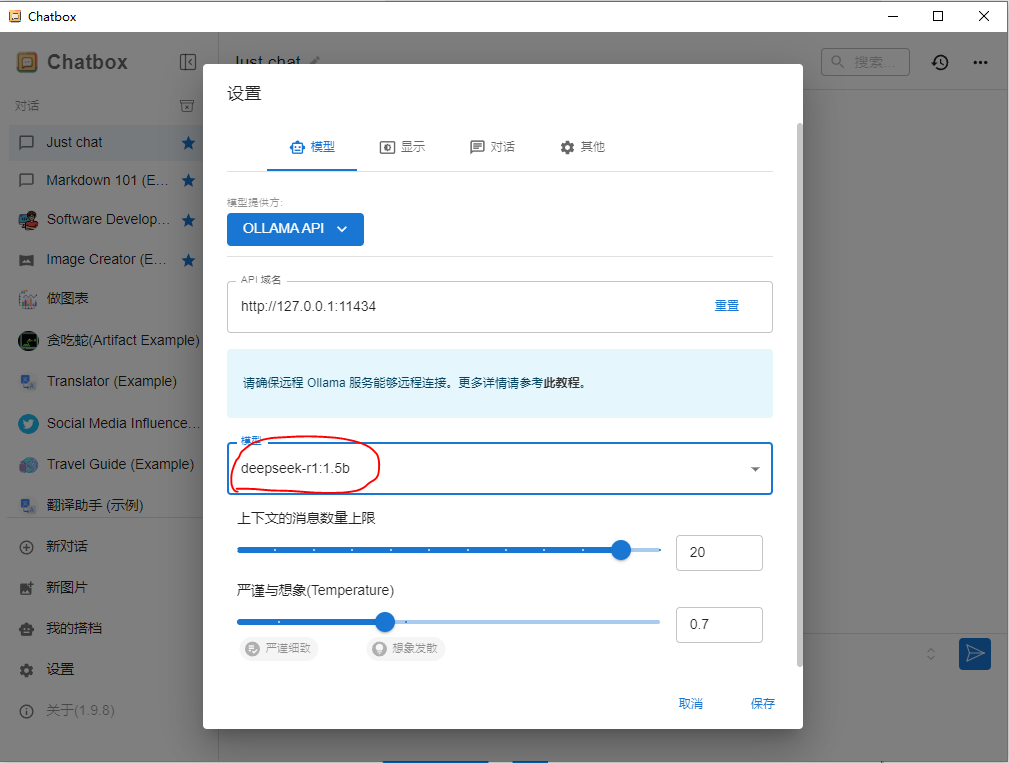 Chatbox
Chatbox
Just chat
搜索...
对话
Just chat
Markdown 101 (E...
Software Develop...
Image Creator (E...
做图表
贪吃蛇(Artifact Example)
Translator (Example)
Social Media Influence...
Travel Guide (Example)
翻译助手 (示例)
新对话
新图片
我的搭档
设置
关于(1.9.8)
设置
模型
显示
对话
其他
模型提供方:
OLLAMA API
API 域名
http://127.0.0.1:11434
重置
请确保远程 Ollama 服务能够远程连接。更多详情请参考此教程。
模型
deepseek-r1:1.5b
上下文的消息数量上限
20
严谨与想象(Temperature)
0.7
严谨细致
想象发散
取消
保存